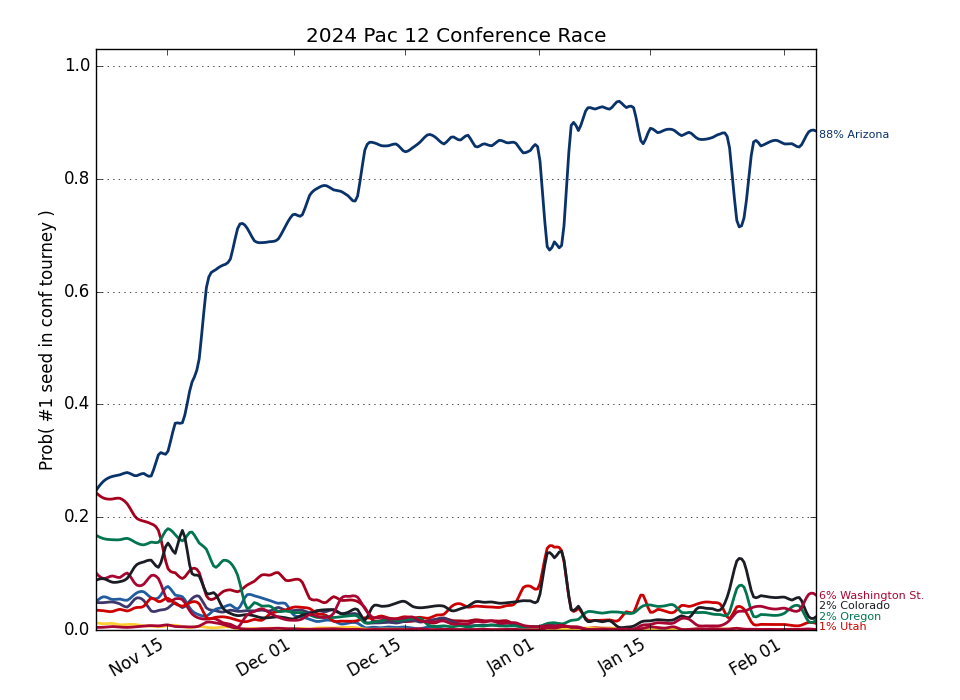 2024 Pac 12 Conference Race
Prob( #1 seed in conf tourney )
1.0
0.8
0.6
0.4
0.2
0.0
88% Arizona
6% Washington St.
2% Colorado
2% Oregon
1% Utah
Nov 15
Dec 01
Dec 15
Jan 01
Jan 15
Feb 01